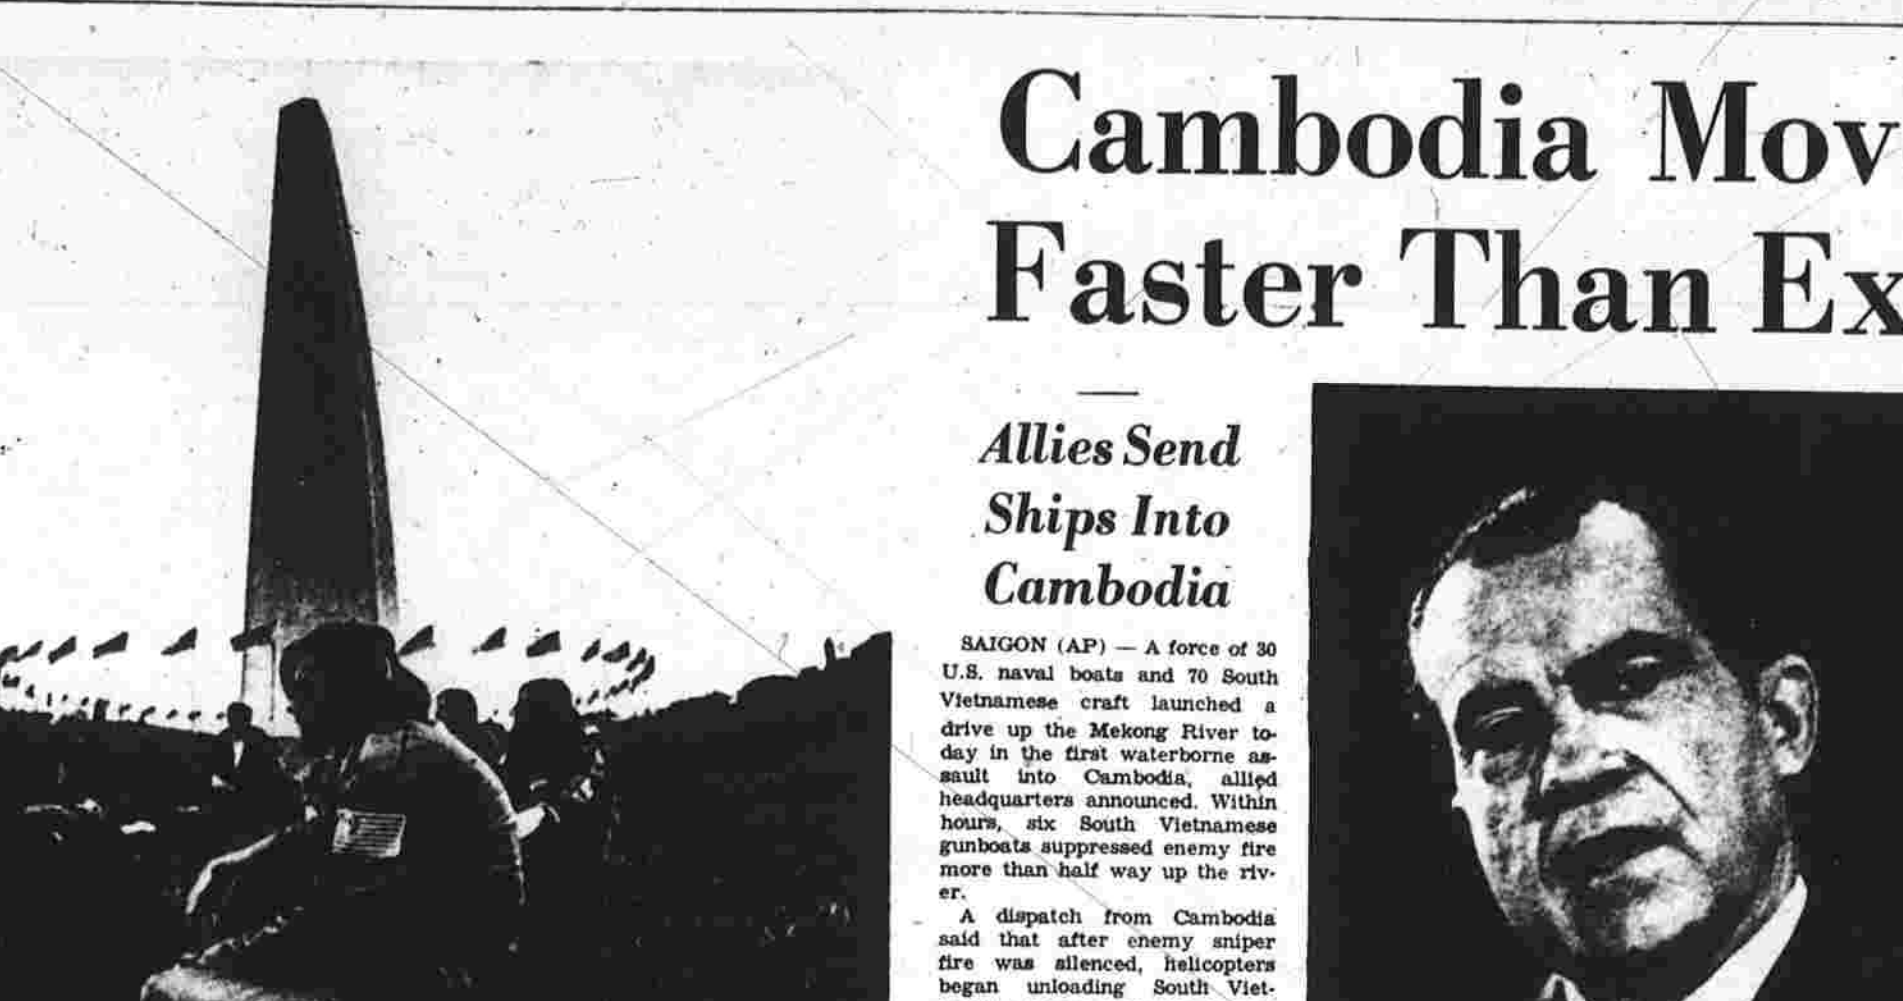 Cambodia Mov
Faster Than Ex
Allies Send
Ships Into
Cambodia
SAIGON (AP) — A force of 30
U.S. naval boats and 70 South
Vietnamese craft launched a
drive up the Mekong River to-
day in the first waterborne as-
sault into Cambodia, allied
headquarters announced. Within
hours, six South Vietnamese
gunboats suppressed enemy fire
more than half way up the riv-
er.
A dispatch from Cambodia
said that after enemy sniper
fire was silenced, helicopters
began unloading South Viet-